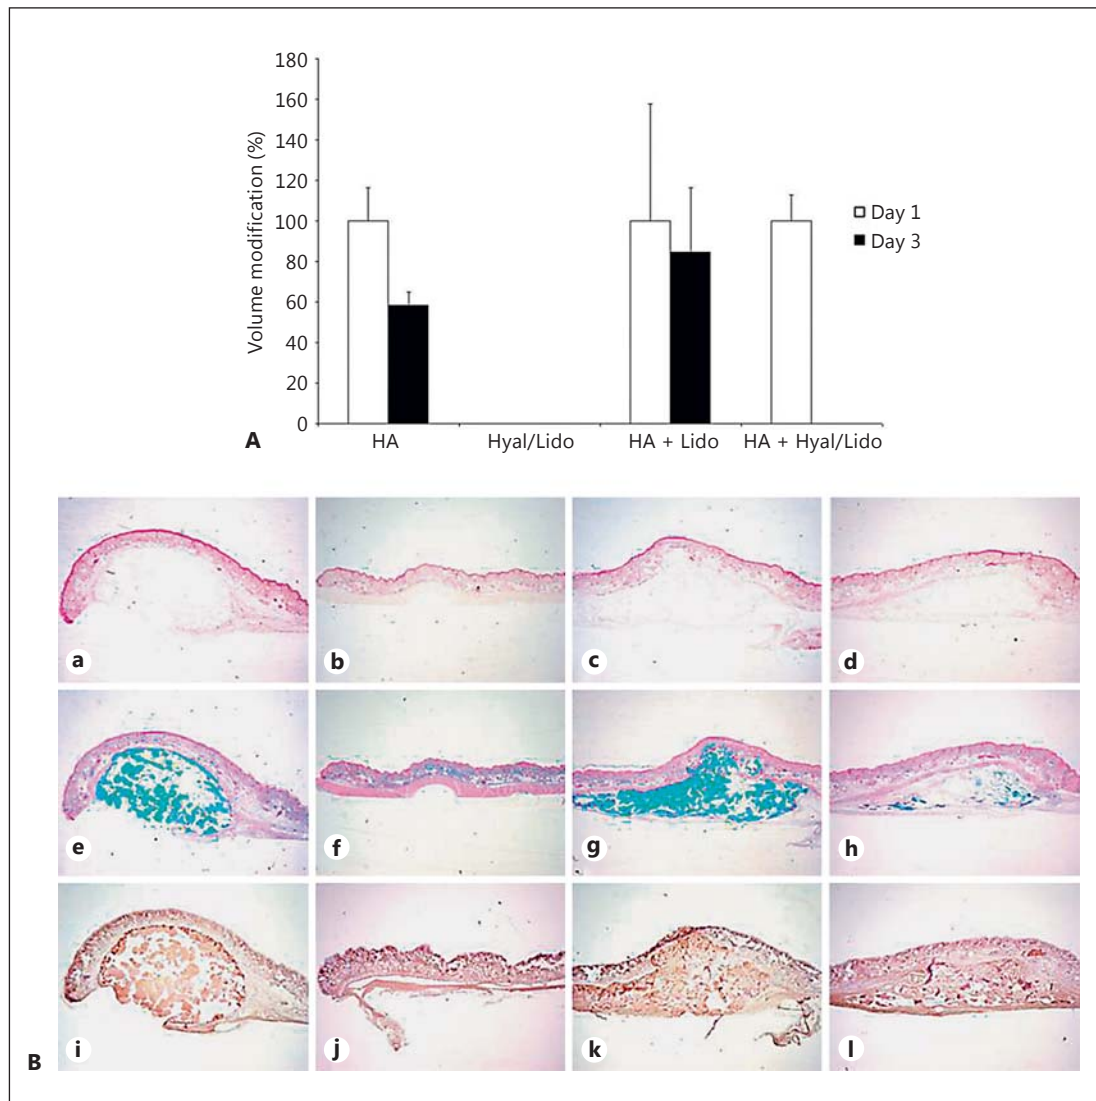 180
160
140
120
100
80
60
40
20
0
Volume modification (%)
Day 1
Day 3
A
HA
Hyal/Lido
HA + Lido
HA + Hyal/Lido
a
b
c
d
e
f
g
h
i
j
k
l
B